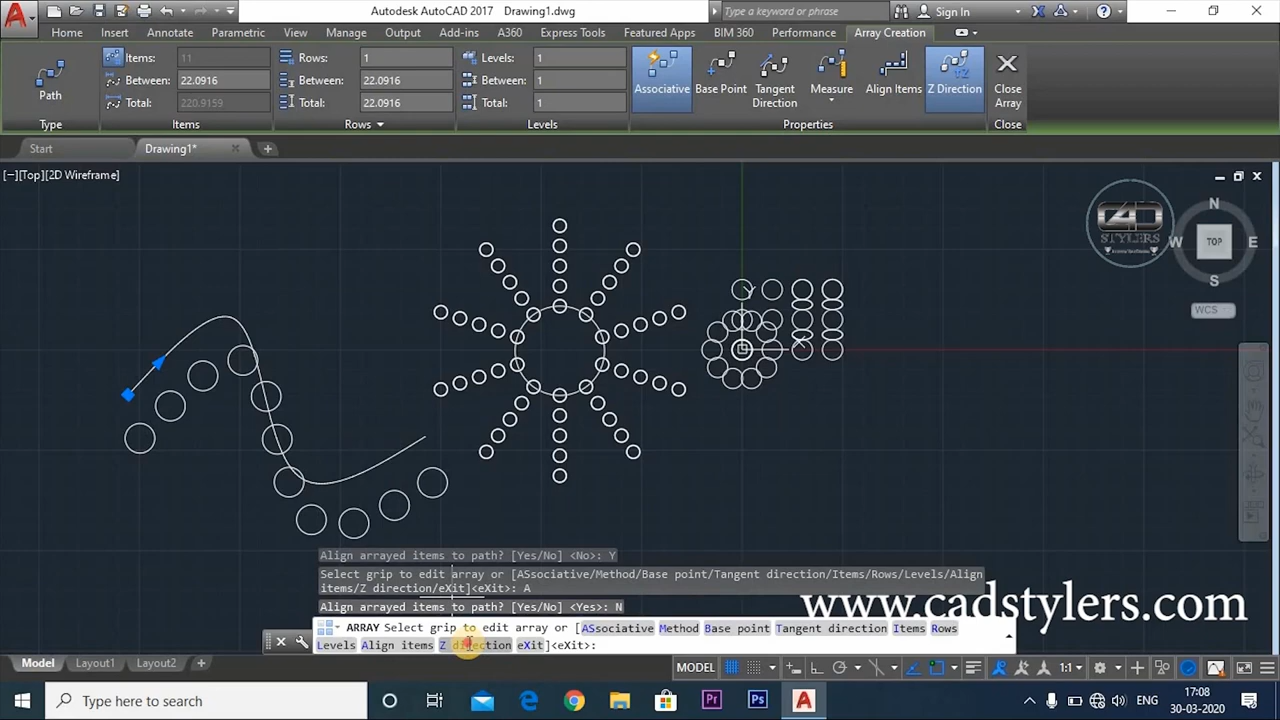 Autodesk AutoCAD 2017 Drawing1.dwg
Type a keyword or phrase
Sign In
Home Insert Annotate Parametric View Manage Output Add-ins A360 Express Tools Featured Apps BIM 360 Performance Array Creation
Items: 11 Rows: 1 Levels: 1
Between: 22.0916 Between: 22.0916 Between: 1
Total: 220.9159 Total: 22.0916 Total: 1
Path
Associative Base Point Tangent Direction Measure Align Items Z Direction Close Array
Type Items Rows Levels Properties Close
Start Drawing1*
[−][Top][2D Wireframe]
N
W TOP E
S
WCS
CAD
STYLERS
Align arrayed items to path? [Yes/No] <No>: Y
Select grip to edit array or [ASsociative/Method/Base point/Tangent direction/Items/Rows/Levels/Align
items/Z direction/eXit]<eXit>: A
Align arrayed items to path? [Yes/No] <Yes>: N
ARRAY Select grip to edit array or [ASsociative Method Base point Tangent direction Items Rows
Levels Align items Z direction eXit]<eXit>:
www.cadstylers.com
Model Layout1 Layout2
MODEL 1:1
Type here to search
Pr Ps
ENG
17:08
30-03-2020